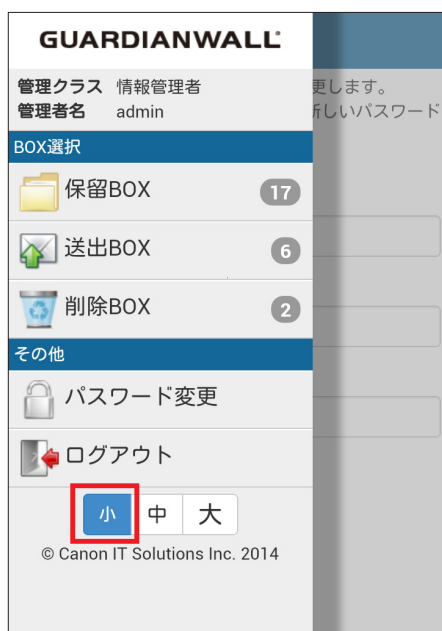 GUARDIANWALL
管理クラス 情報管理者
管理者名 admin
更します。
新しいパスワード
BOX選択
保留BOX 17
送出BOX 6
削除BOX 2
その他
パスワード変更
ログアウト
小 中 大
© Canon IT Solutions Inc. 2014